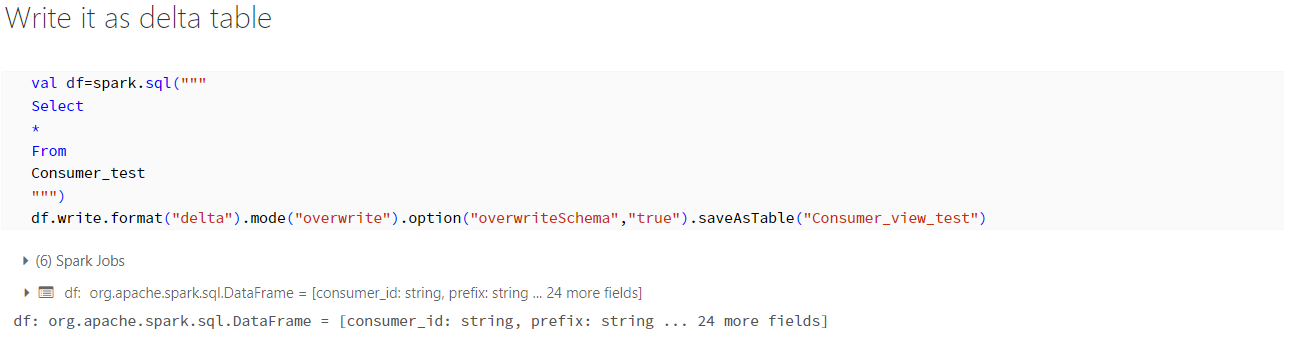 Write it as delta table
val df=spark.sql("""
Select
*
From
Consumer_test
""")
df.write.format("delta").mode("overwrite").option("overwriteSchema","true").saveAsTable("Consumer_view_test")
(6) Spark Jobs
df: org.apache.spark.sql.DataFrame = [consumer_id: string, prefix: string ... 24 more fields]
df: org.apache.spark.sql.DataFrame = [consumer_id: string, prefix: string ... 24 more fields]